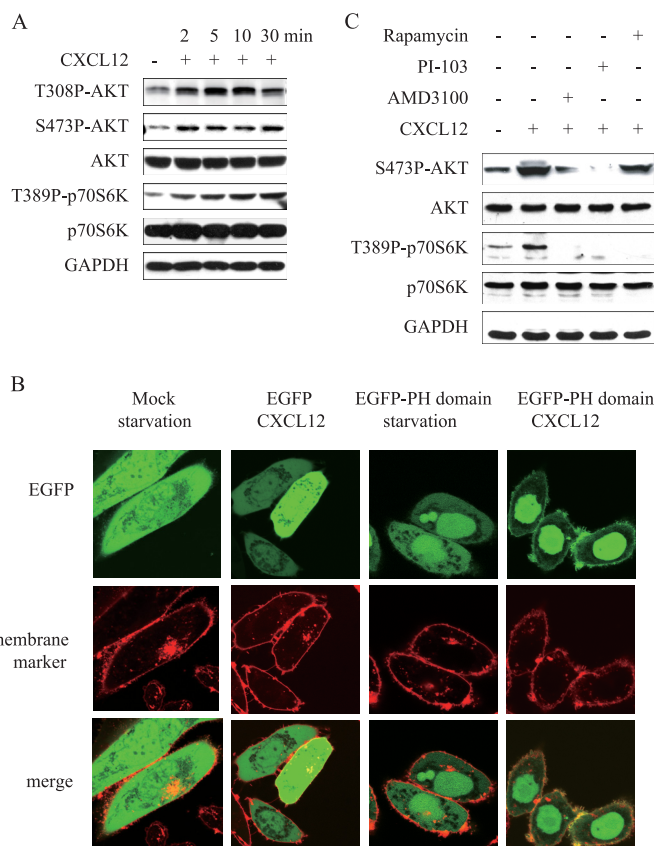 A
2 5 10 30 min
CXCL12 - + + + +
T308P-AKT
S473P-AKT
AKT
T389P-p70S6K
p70S6K
GAPDH
C
Rapamycin - - - - +
PI-103 - - - + -
AMD3100 - - + - -
CXCL12 - + + + +
S473P-AKT
AKT
T389P-p70S6K
p70S6K
GAPDH
B
Mock starvation
EGFP CXCL12
EGFP-PH domain starvation
EGFP-PH domain CXCL12
EGFP
nembrane
marker
merge